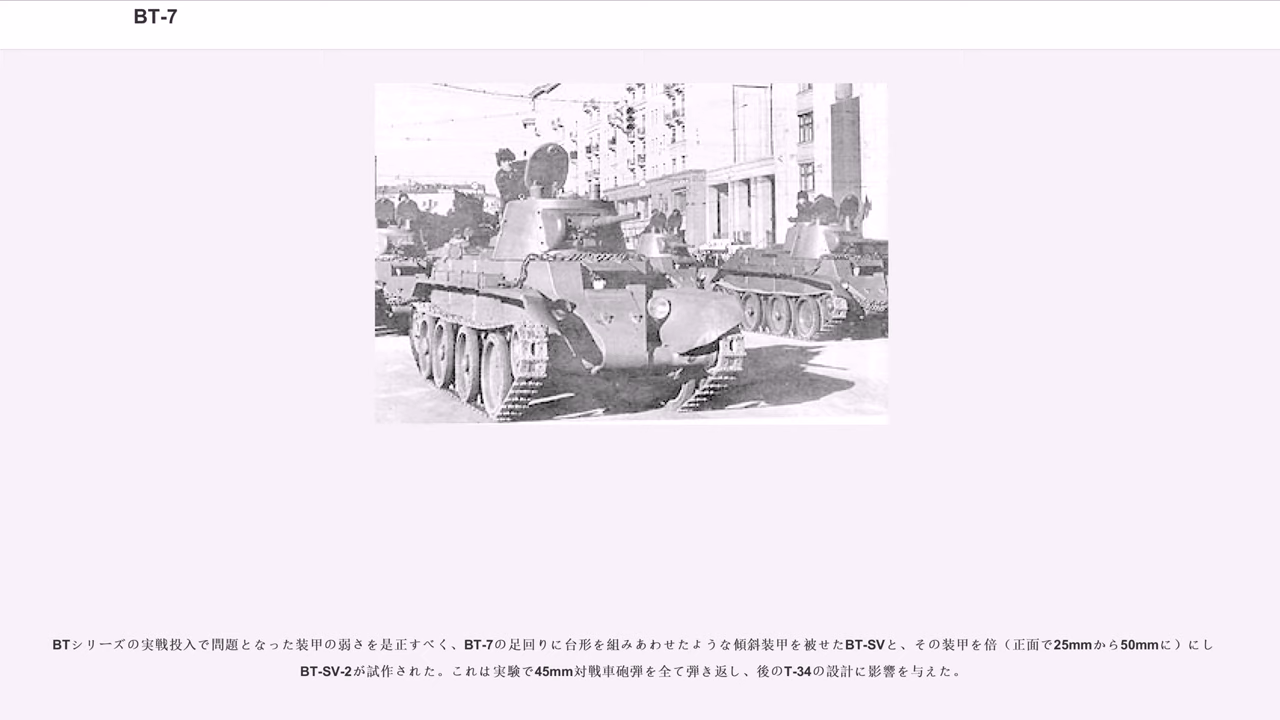 BT-7
BTシリーズの実戦投入で問題となった装甲の弱さを是正すべく、BT-7の足回りに台形を組みあわせたような傾斜装甲を被せたBT-SVと、その装甲を倍（正面で25mmから50mmに）にし
BT-SV-2が試作された。これは実験で45mm対戦車砲弾を全て弾き返し、後のT-34の設計に影響を与えた。